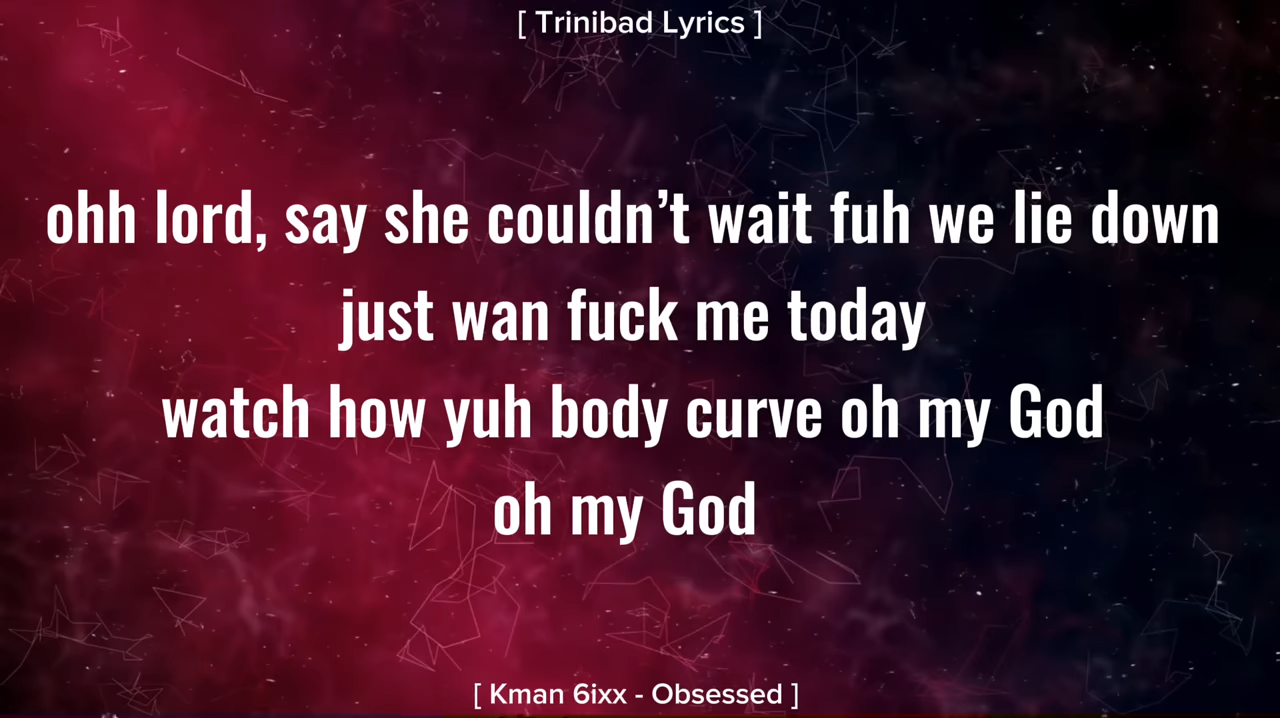 [ Trinibad Lyrics ]
ohh lord, say she couldn’t wait fuh we lie down
just wan fuck me today
watch how yuh body curve oh my God
oh my God
[ Kman 6ixx - Obsessed ]